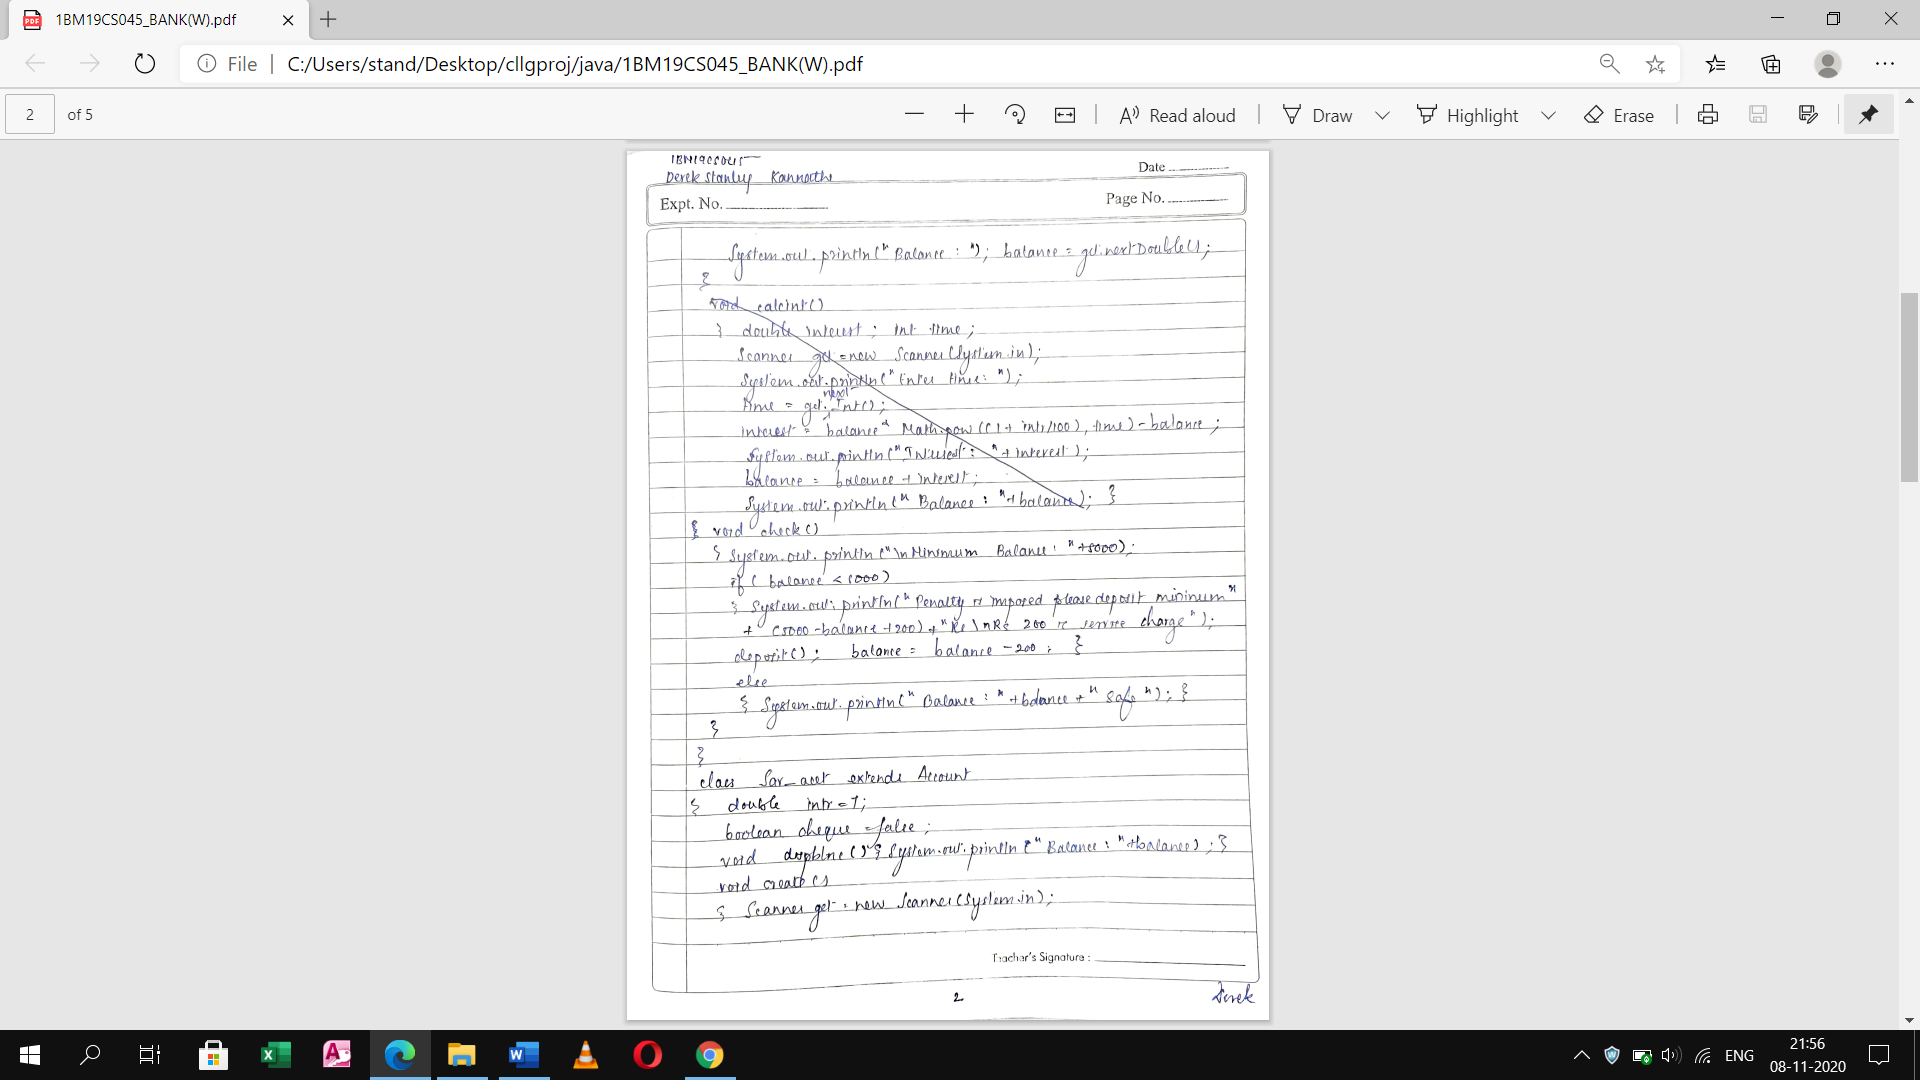 1BM19CS045_BANK(W).pdf
File C:/Users/stand/Desktop/cllgproj/java/1BM19CS045_BANK(W).pdf
2 of 5 Read aloud Draw Highlight Erase
1BM19CS045
Derek Stanley Kannoth
Date
Expt. No.
Page No.
System.out.println("Balance : "); balance = get.nextDouble();
}
void calcint()
{ double interest ; int time ;
Scanner get = new Scanner(System.in);
System.out.println("Enter time: ");
next
time = get. Int();
interest = balance * Math.pow((1 + intr/100), time) - balance ;
System.out.println("Interest : " + interest);
balance = balance + interest ;
System.out.println("Balance : "+balance); }
void check()
{ System.out.println("\nMinimum Balance: "+5000);
if ( balance < 5000)
{ System.out.println("Penalty is imposed please deposit minimum"
+ (5000-balance+200)+"Rs \nRs 200 is service charge");
deposit(); balance = balance - 200 ; }
else
{ System.out.println("Balance : "+balance +" safe "); }
}
}
class Sav_acct extends Account
{ double intr = 7;
boolean cheque = false ;
void { System.out.println("Balance : "+balance) ; }
void create()
{ Scanner get = new Scanner(System.in);
Teacher's Signature :
2
Derek
ENG
21:56
08-11-2020